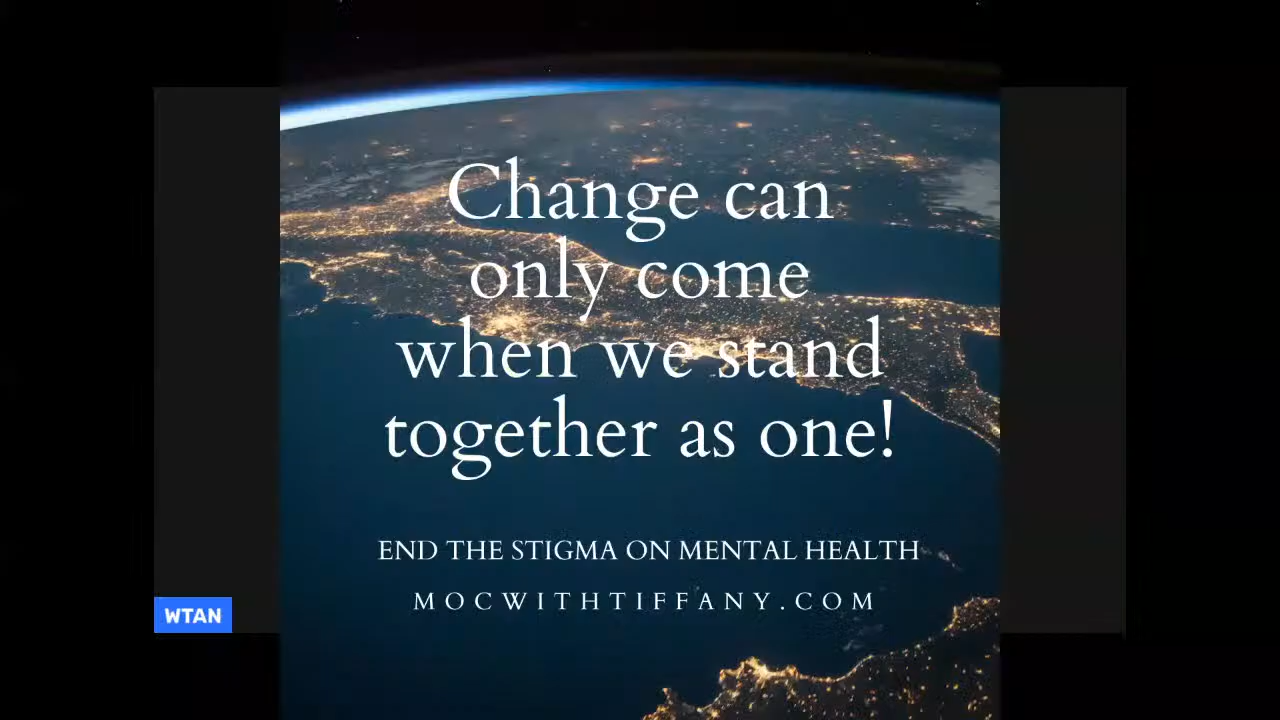 Change can
only come
when we stand
together as one!
END THE STIGMA ON MENTAL HEALTH
MOCWITHTIFFANY.COM
WTAN